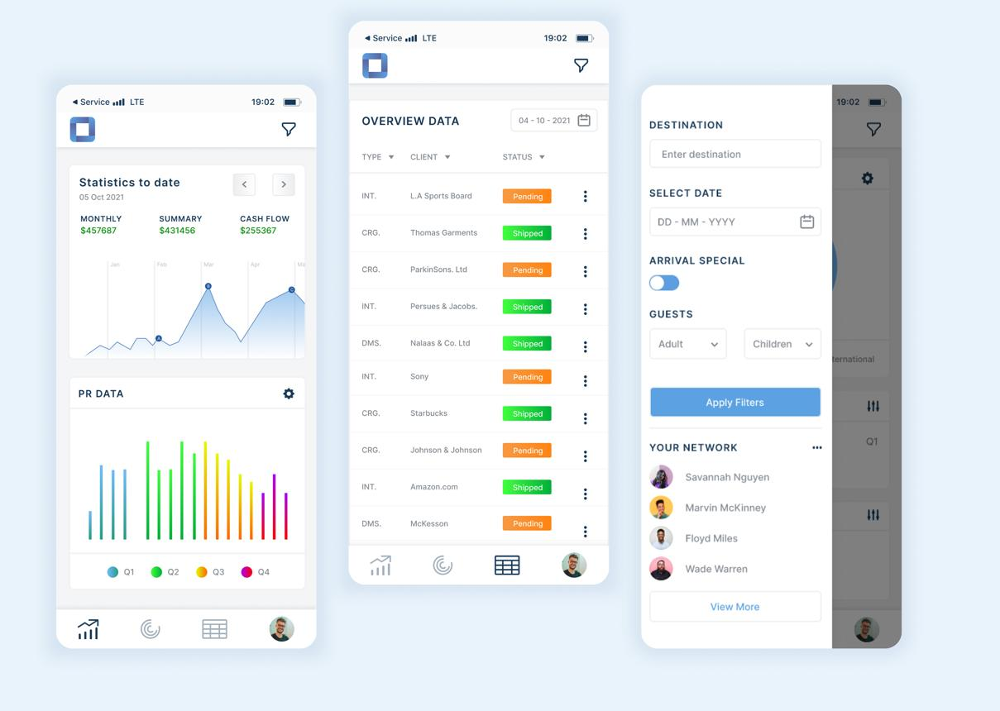 Service LTE 19:02
Statistics to date
05 Oct 2021
MONTHLY SUMMARY CASH FLOW
$457687 $431456 $255367
Jan Feb Mar Apr Ma
A B C
PR DATA
Q1 Q2 Q3 Q4
Service LTE 19:02
OVERVIEW DATA 04 - 10 - 2021
TYPE CLIENT STATUS
INT. L.A Sports Board Pending
CRG. Thomas Garments Shipped
CRG. ParkinSons. Ltd Pending
CRG. Persues & Jacobs. Shipped
DMS. Nalaas & Co. Ltd Shipped
INT. Sony Pending
CRG. Starbucks Shipped
CRG. Johnson & Johnson Pending
INT. Amazon.com Shipped
DMS. McKesson Pending
19:02
DESTINATION
Enter destination
SELECT DATE
DD - MM - YYYY
ARRIVAL SPECIAL
GUESTS
Adult Children
ternational
Apply Filters
Q1
YOUR NETWORK
Savannah Nguyen
Marvin McKinney
Floyd Miles
Wade Warren
View More